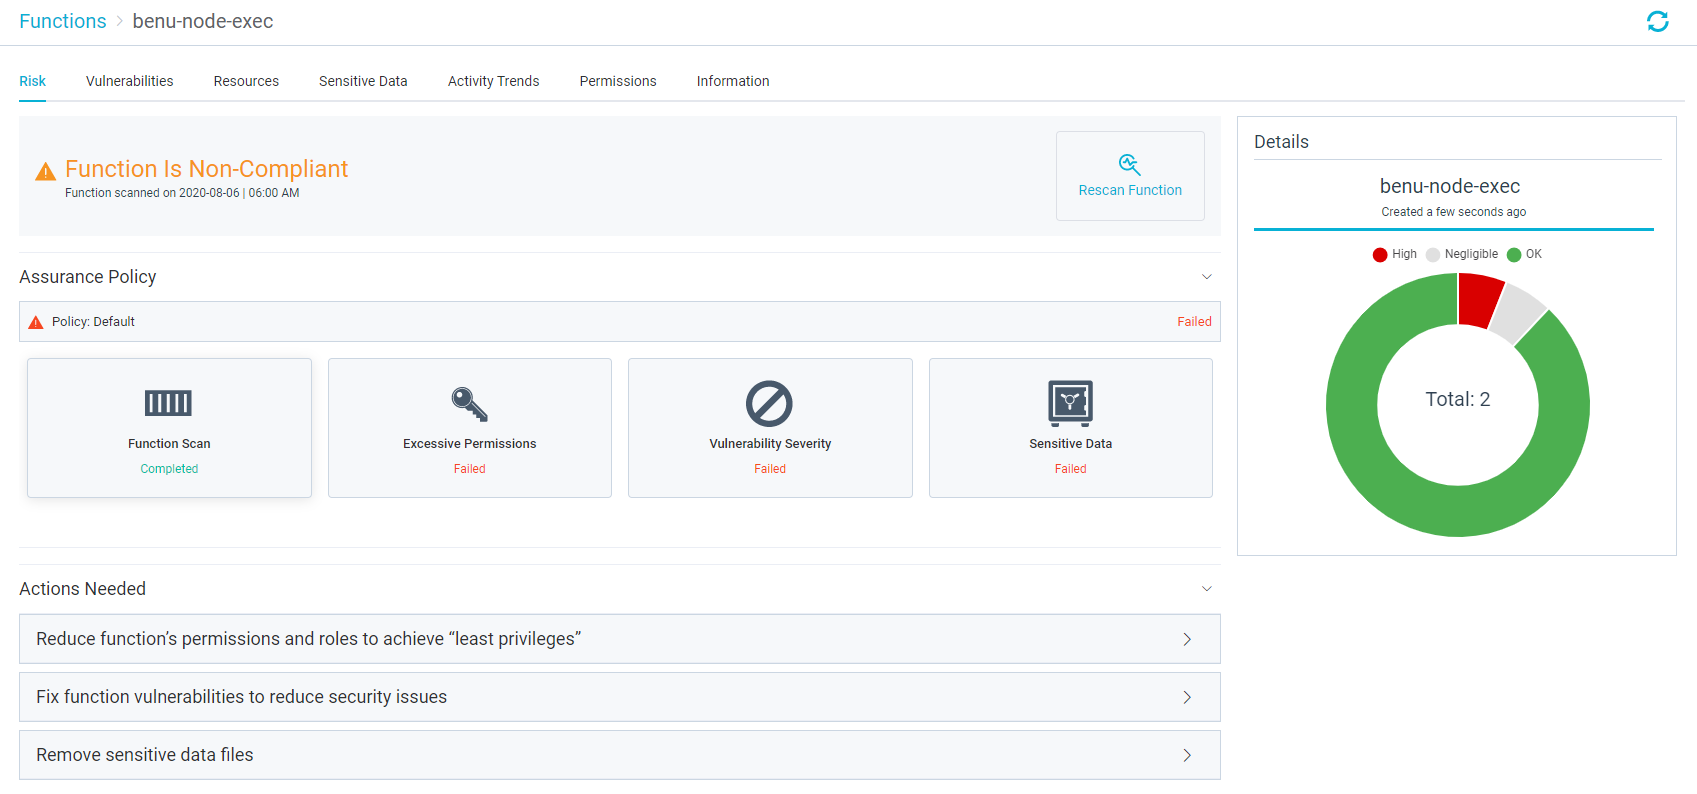 Functions > benu-node-exec
Risk Vulnerabilities Resources Sensitive Data Activity Trends Permissions Information
Function Is Non-Compliant
Function scanned on 2020-08-06 | 06:00 AM
Rescan Function
Assurance Policy
Policy: Default Failed
Function Scan
Completed
Excessive Permissions
Failed
Vulnerability Severity
Failed
Sensitive Data
Failed
Actions Needed
Reduce function’s permissions and roles to achieve “least privileges”
Fix function vulnerabilities to reduce security issues
Remove sensitive data files
Details
benu-node-exec
Created a few seconds ago
High Negligible OK
Total: 2